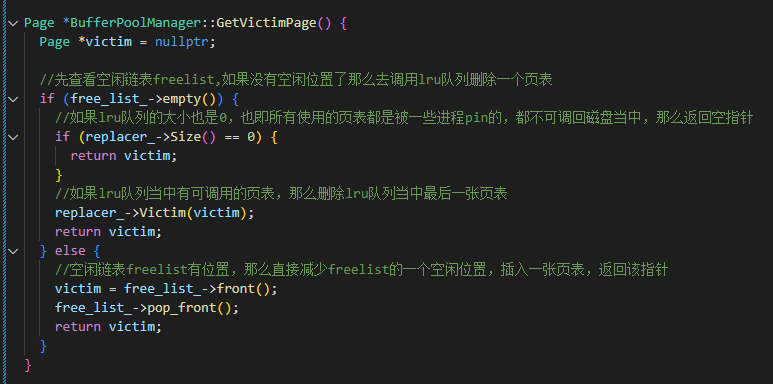 Page *BufferPoolManager::GetVictimPage() {
Page *victim = nullptr;
//先查看空闲链表freelist,如果没有空闲位置了那么去调用lru队列删除一个页表
if (free_list_->empty()) {
//如果lru队列的大小也是0，也即所有使用的页表都是被一些进程pin的，都不可调回磁盘当中，那么返回空指针
if (replacer_->Size() == 0) {
return victim;
}
//如果lru队列当中有可调用的页表，那么删除lru队列当中最后一张页表
replacer_->Victim(victim);
return victim;
} else {
//空闲链表freelist有位置，那么直接减少freelist的一个空闲位置，插入一张页表，返回该指针
victim = free_list_->front();
free_list_->pop_front();
return victim;
}
}